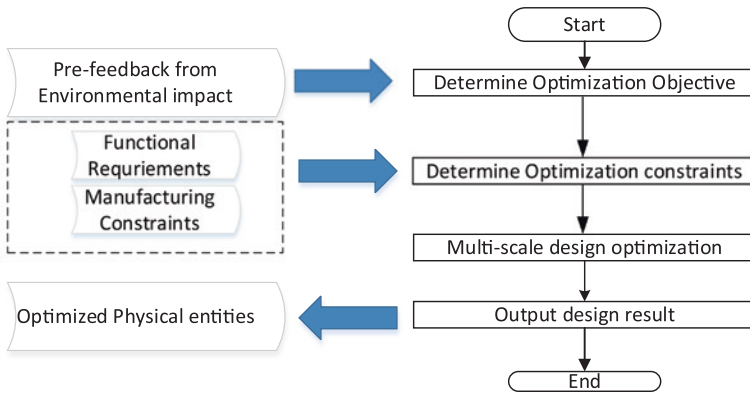 Start
Pre-feedback from
Environmental impact
Determine Optimization Objective
Functional
Requriements
Manufacturing
Constraints
Determine Optimization constraints
Multi-scale design optimization
Optimized Physical entities
Output design result
End